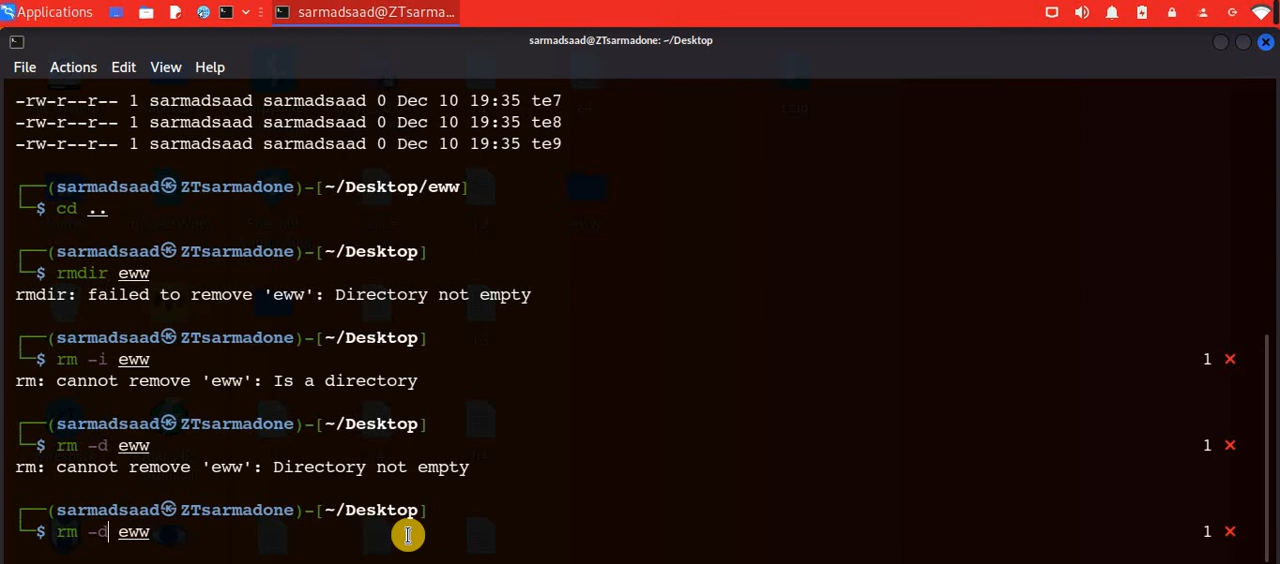 Applications sarmadsaad@ZTsarma...
sarmadsaad@ZTsarmadone: ~/Desktop
File Actions Edit View Help
-rw-r--r-- 1 sarmadsaad sarmadsaad 0 Dec 10 19:35 te7
-rw-r--r-- 1 sarmadsaad sarmadsaad 0 Dec 10 19:35 te8
-rw-r--r-- 1 sarmadsaad sarmadsaad 0 Dec 10 19:35 te9
┌──(sarmadsaad㉿ZTsarmadone)-[~/Desktop/eww]
└─$ cd ..
┌──(sarmadsaad㉿ZTsarmadone)-[~/Desktop]
└─$ rmdir eww
rmdir: failed to remove 'eww': Directory not empty
┌──(sarmadsaad㉿ZTsarmadone)-[~/Desktop]
└─$ rm -i eww 1 ✕
rm: cannot remove 'eww': Is a directory
┌──(sarmadsaad㉿ZTsarmadone)-[~/Desktop]
└─$ rm -d eww 1 ✕
rm: cannot remove 'eww': Directory not empty
┌──(sarmadsaad㉿ZTsarmadone)-[~/Desktop]
└─$ rm -d eww 1 ✕